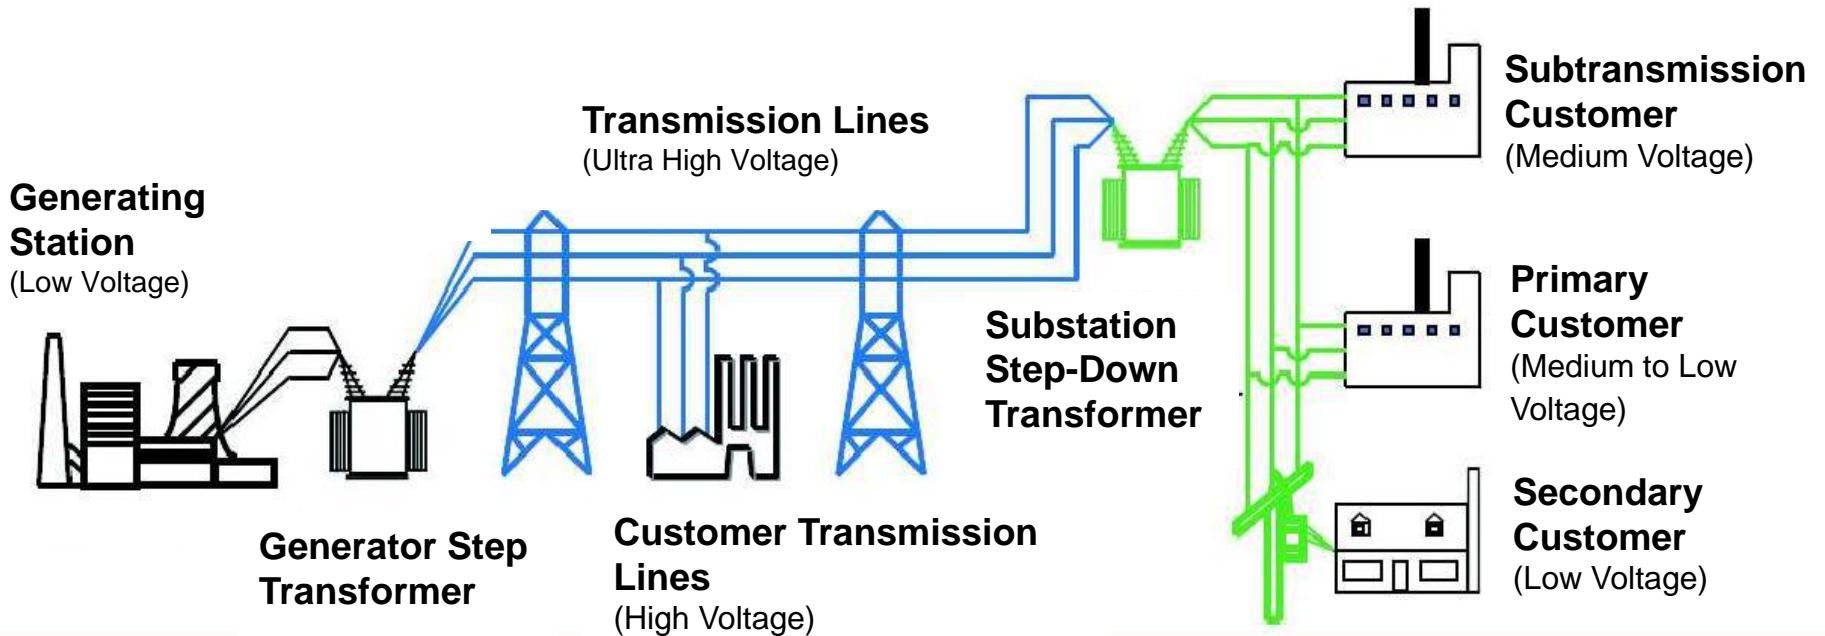 Generating
Station
(Low Voltage)
Generator Step
Transformer
Transmission Lines
(Ultra High Voltage)
Customer Transmission
Lines
(High Voltage)
Substation
Step-Down
Transformer
Subtransmission
Customer
(Medium Voltage)
Primary
Customer
(Medium to Low
Voltage)
Secondary
Customer
(Low Voltage)